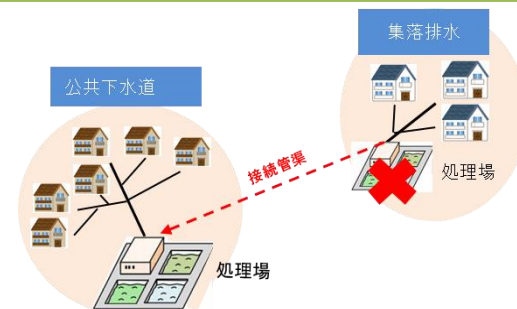 集落排水
公共下水道
接続管渠
処理場
処理場